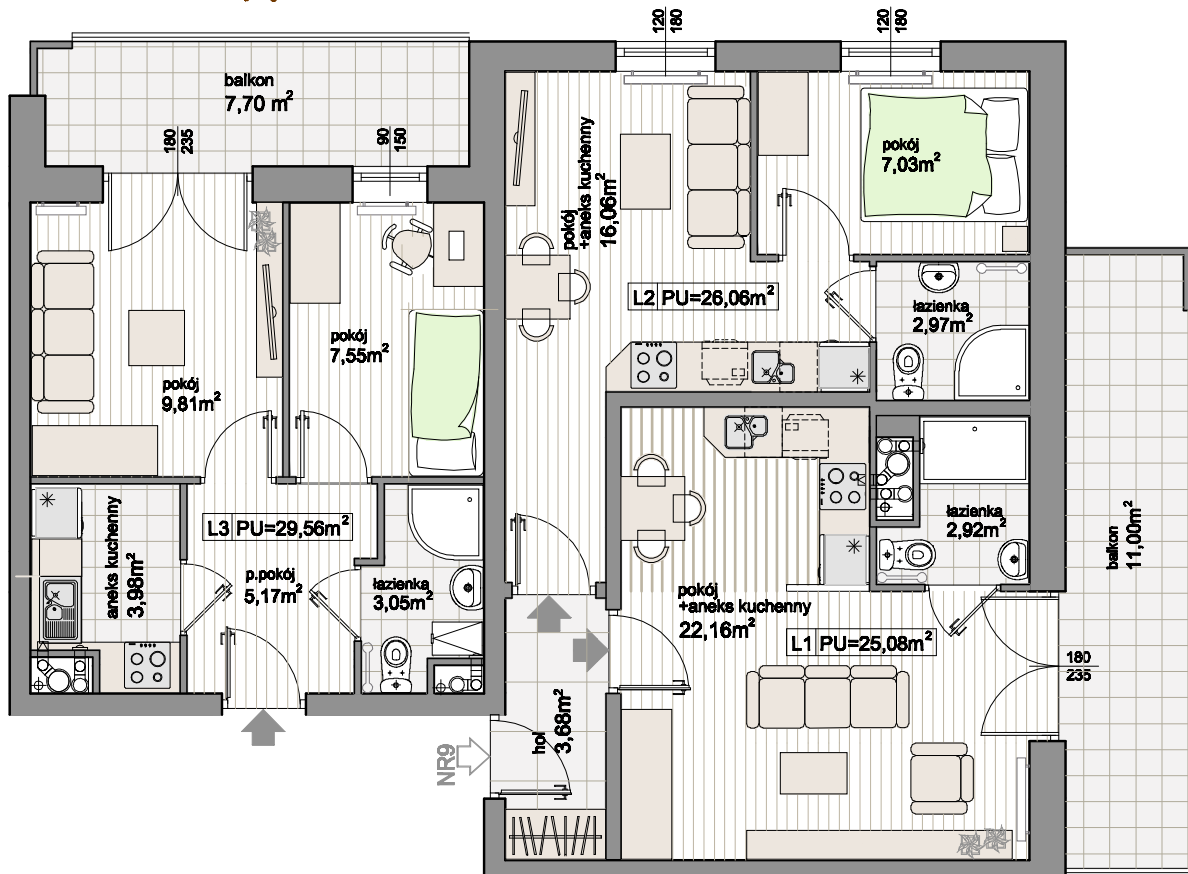 120
180
120
180
balkon
7,70 m²
180
235
90
150
pokój
+aneks kuchenny
16,06m²
pokój
7,03m²
L2 PU=26,06m²
łazienka
2,97m²
pokój
9,81m²
pokój
7,55m²
L3 PU=29,56m²
aneks kuchenny
3,98m²
p.pokój
5,17m²
łazienka
3,05m²
łazienka
2,92m²
balkon
11,00m²
pokój
+aneks kuchenny
22,16m²
L1 PU=25,08m²
180
235
hol
3,68m²
NR9